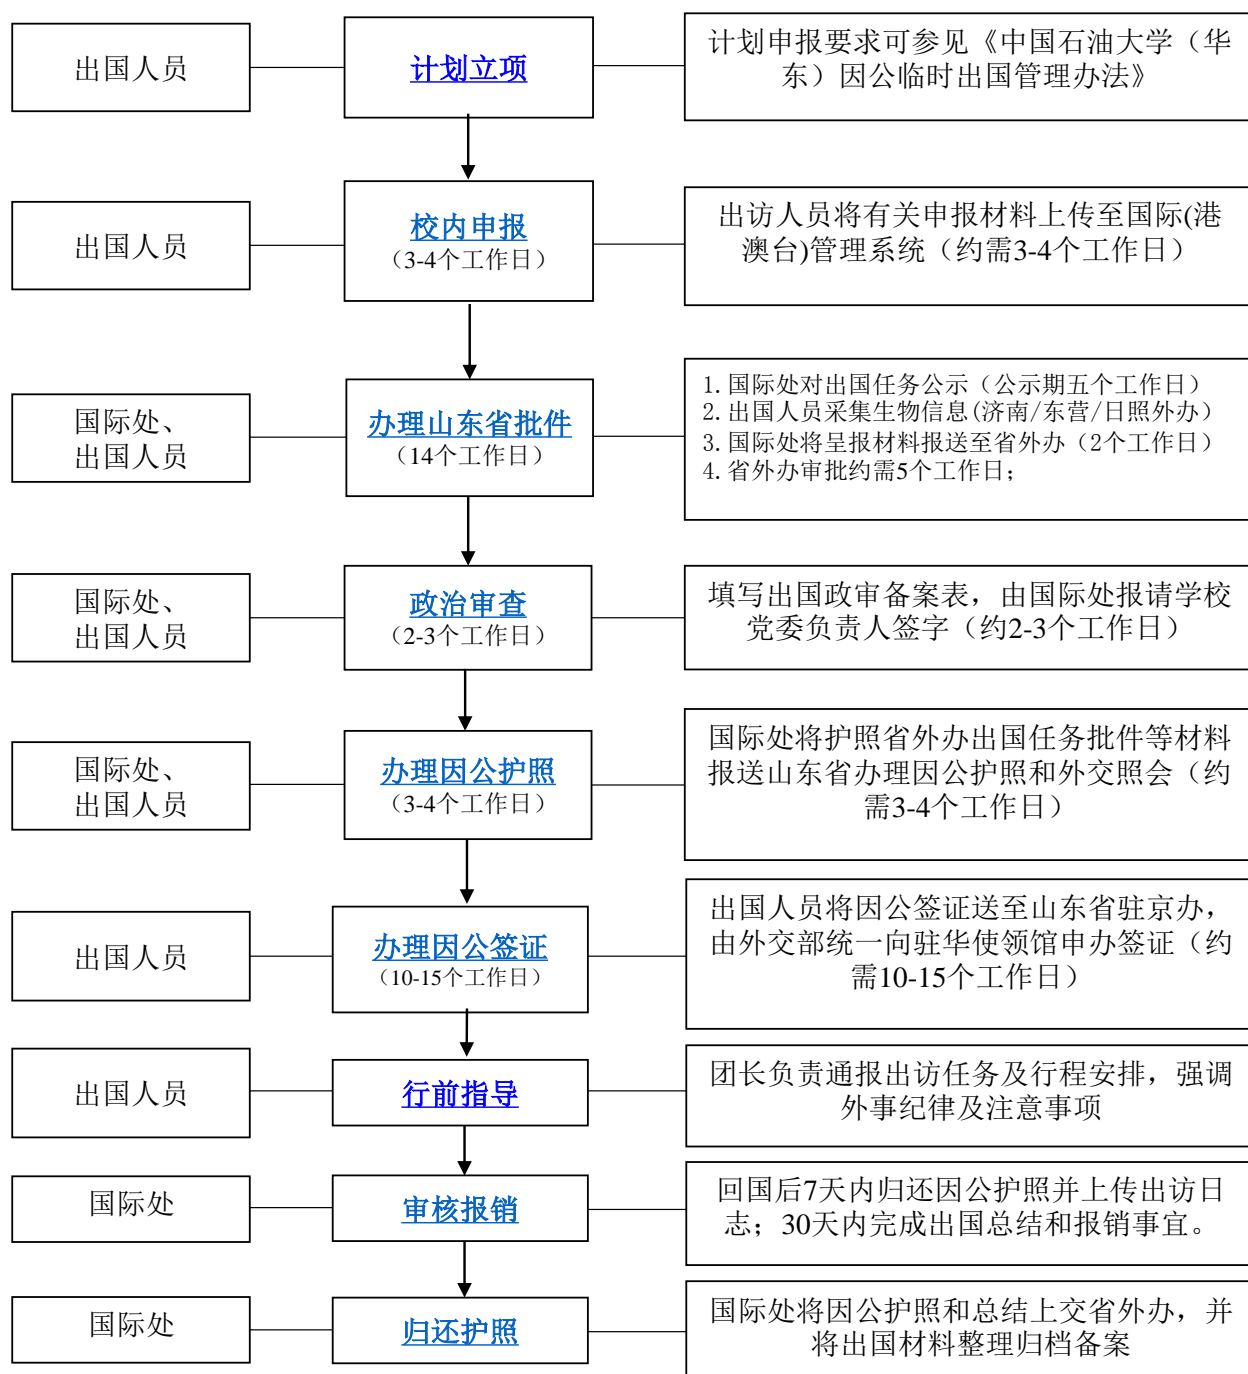 出国人员
计划立项
计划申报要求可参见《中国石油大学（华
东）因公临时出国管理办法》
出国人员
校内申报
（3-4个工作日）
出访人员将有关申报材料上传至国际(港
澳台)管理系统（约需3-4个工作日）
国际处、
出国人员
办理山东省批件
（14个工作日）
1.国际处对出国任务公示（公示期五个工作日）
2.出国人员采集生物信息(济南/东营/日照外办）
3.国际处将呈报材料报送至省外办（2个工作日）
4.省外办审批约需5个工作日；
国际处、
出国人员
政治审查
（2-3个工作日）
填写出国政审备案表，由国际处报请学校
党委负责人签字（约2-3个工作日）
国际处、
出国人员
办理因公护照
（3-4个工作日）
国际处将护照省外办出国任务批件等材料
报送山东省办理因公护照和外交照会（约
需3-4个工作日）
出国人员
办理因公签证
（10-15个工作日）
出国人员将因公签证送至山东省驻京办，
由外交部统一向驻华使领馆申办签证（约
需10-15个工作日）
出国人员
行前指导
团长负责通报出访任务及行程安排，强调
外事纪律及注意事项
国际处
审核报销
回国后7天内归还因公护照并上传出访日
志；30天内完成出国总结和报销事宜。
国际处
归还护照
国际处将因公护照和总结上交省外办，并
将出国材料整理归档备案